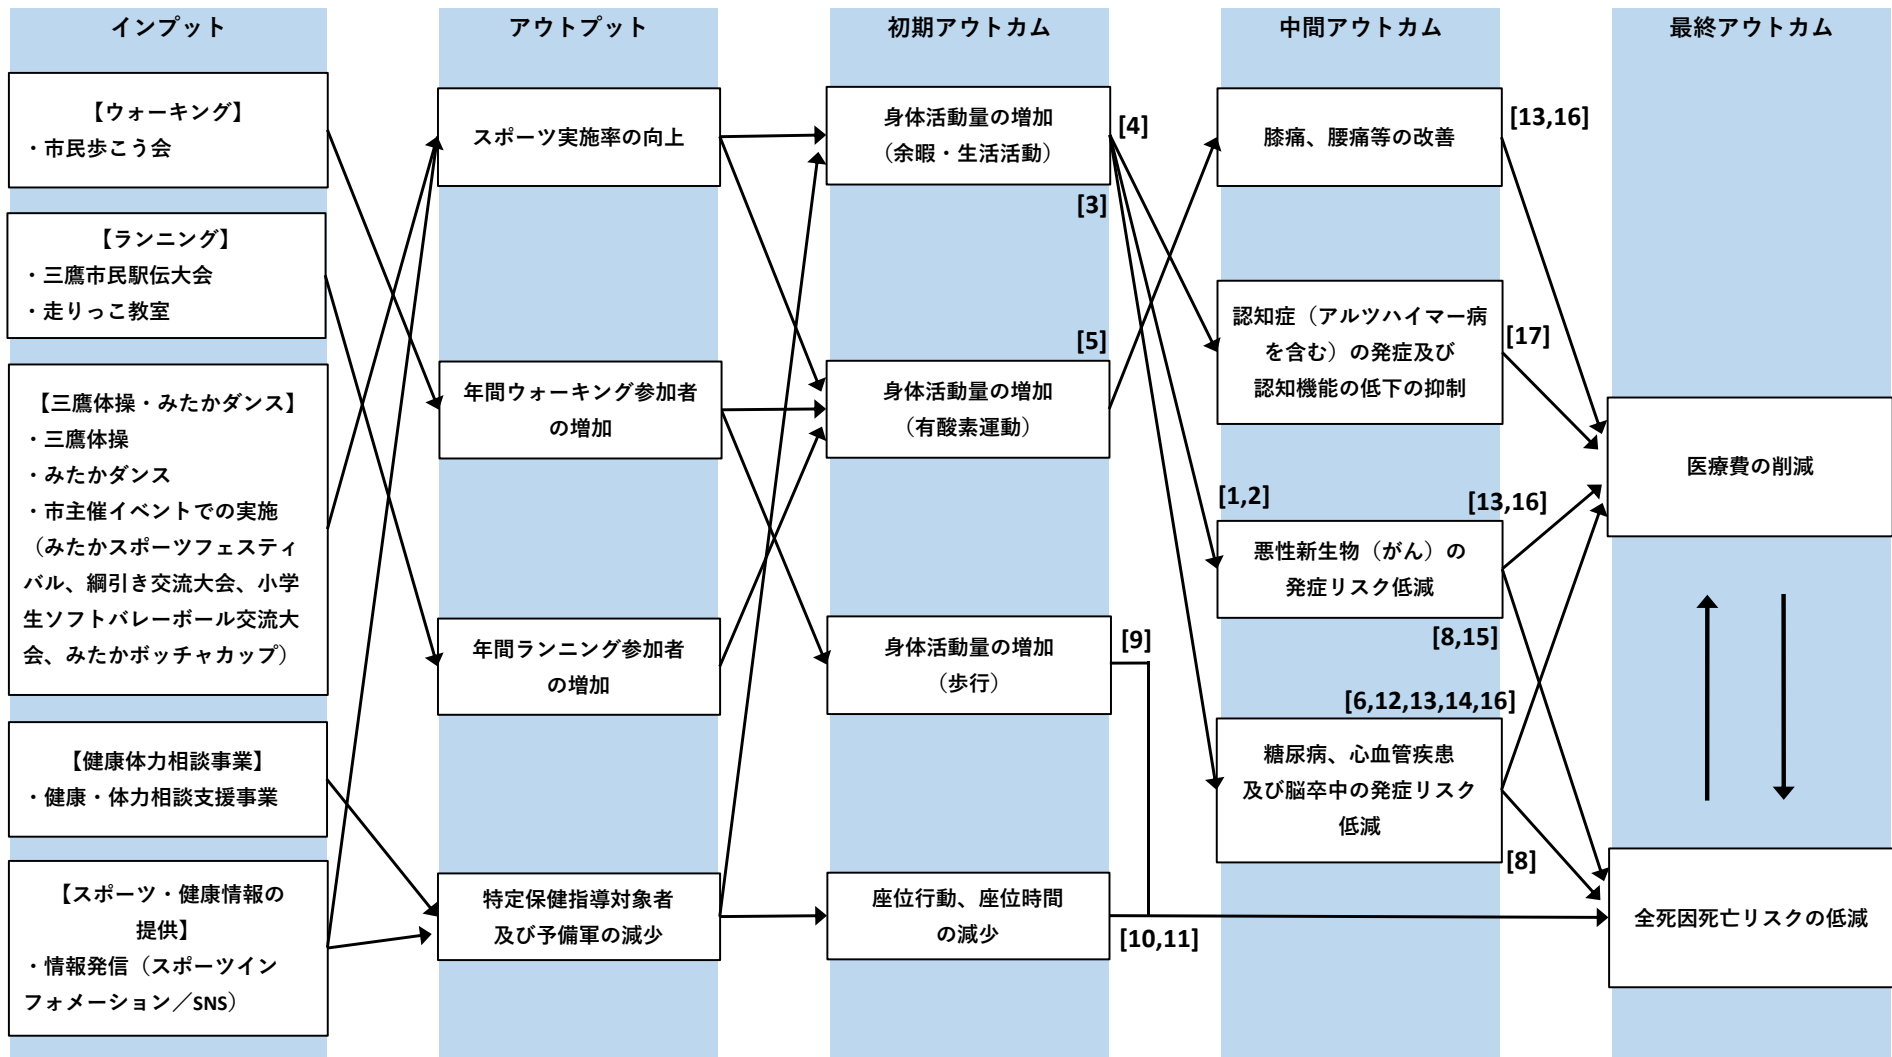 インプット
アウトプット
初期アウトカム
中間アウトカム
最終アウトカム
【ウォーキング】
・市民歩こう会
【ランニング】
・三鷹市民駅伝大会
・走りっこ教室
【三鷹体操・みたかダンス】
・三鷹体操
・みたかダンス
・市主催イベントでの実施
（みたかスポーツフェスティ
バル、綱引き交流大会、小学
生ソフトバレーボール交流大
会、みたかボッチャカップ）
【健康体力相談事業】
・健康・体力相談支援事業
【スポーツ・健康情報の
提供】
・情報発信（スポーツイン
フォメーション／SNS）
スポーツ実施率の向上
年間ウォーキング参加者
の増加
年間ランニング参加者
の増加
特定保健指導対象者
及び予備軍の減少
身体活動量の増加
（余暇・生活活動）
[4]
[3]
[5]
身体活動量の増加
（有酸素運動）
身体活動量の増加
（歩行）
[9]
座位行動、座位時間
の減少
[10,11]
膝痛、腰痛等の改善
[13,16]
認知症（アルツハイマー病
を含む）の発症及び
認知機能の低下の抑制
[17]
[1,2]
[13,16]
悪性新生物（がん）の
発症リスク低減
[8,15]
[6,12,13,14,16]
糖尿病、心血管疾患
及び脳卒中の発症リスク
低減
[8]
医療費の削減
全死因死亡リスクの低減